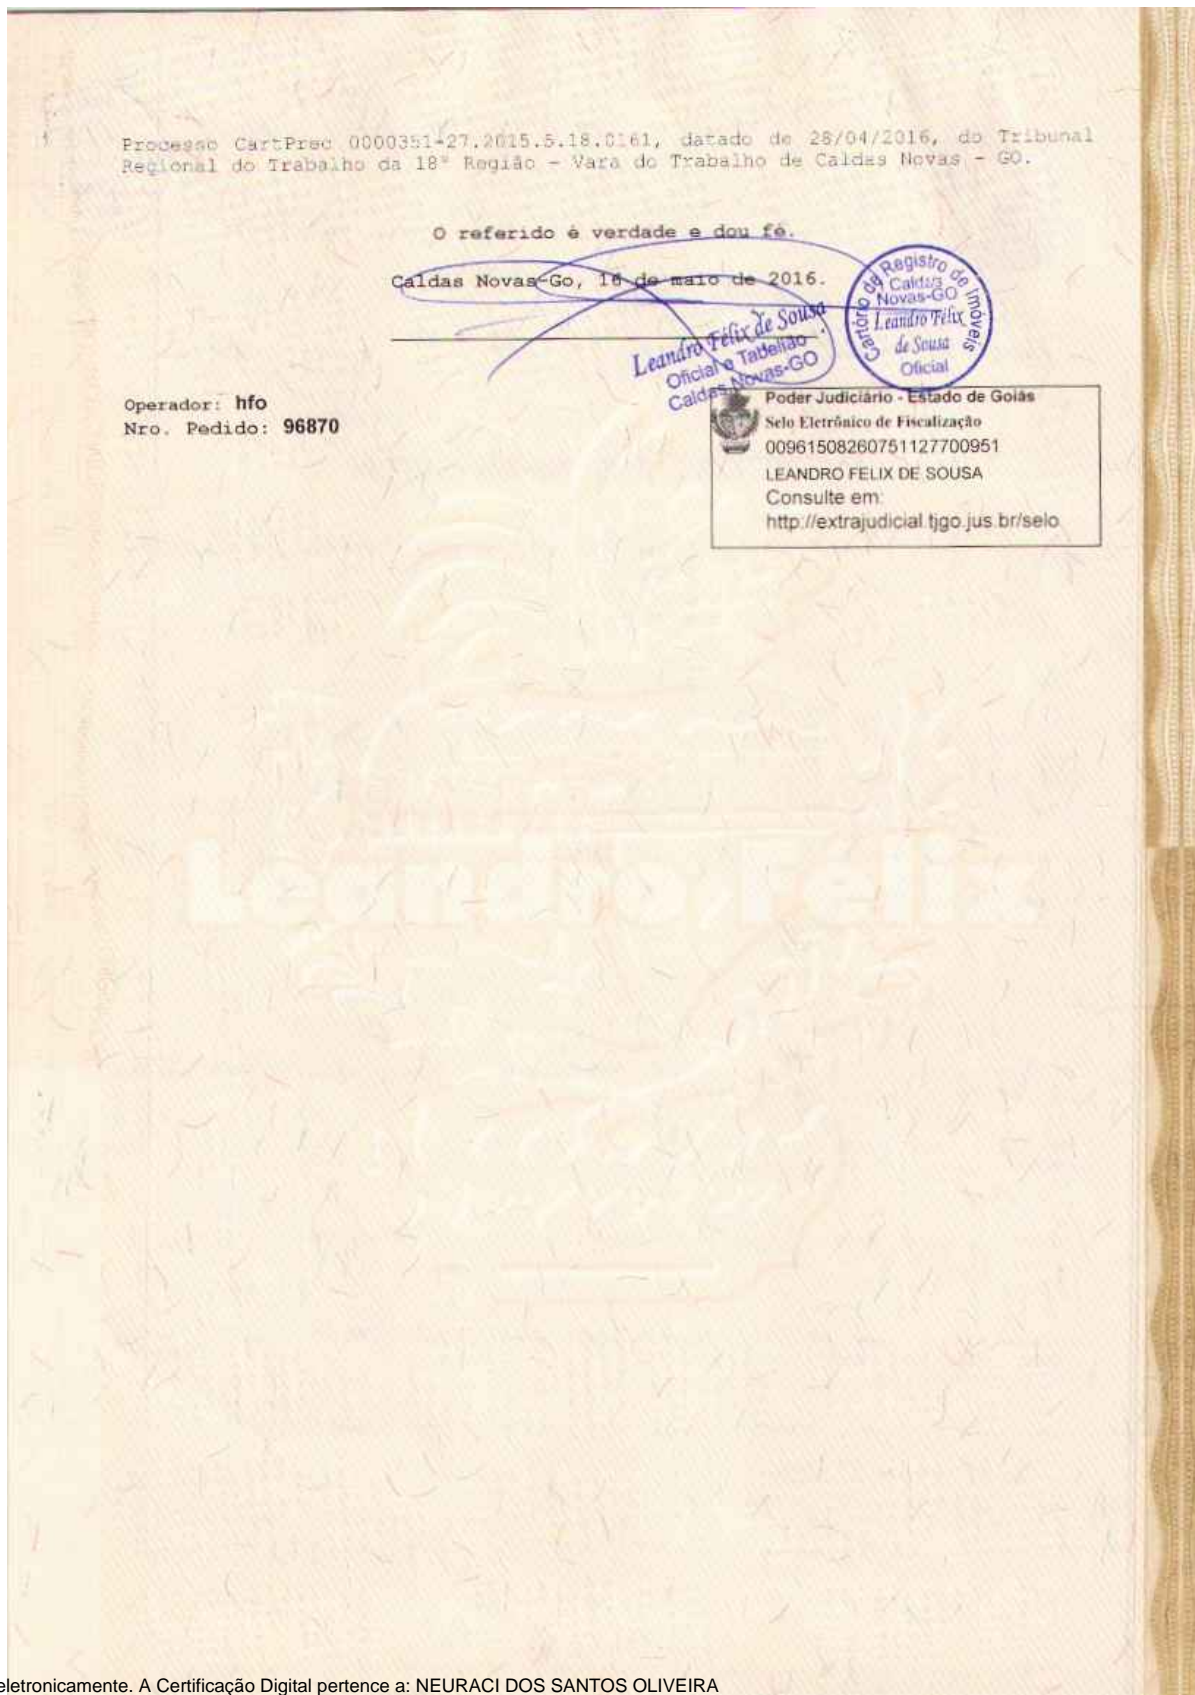 Processo CartPrec 0000351-27.2015.5.18.0161, datado de 28/04/2016, do Tribunal
Regional do Trabalho da 18ª Região - Vara do Trabalho de Caldas Novas - GO.
O referido é verdade e dou fé.
Caldas Novas-Go, 16 de maio de 2016.
Leandro Félix de Sousa
Oficial e Tabelião
Caldas Novas-GO
Cartório de Registro de Imóveis
Caldas
Novas-GO
Leandro Félix
de Sousa
Oficial
Operador: hfo
Nro. Pedido: 96870
Poder Judiciário - Estado de Goiás
Selo Eletrônico de Fiscalização
00961508260751127700951
LEANDRO FELIX DE SOUSA
Consulte em:
http://extrajudicial.tjgo.jus.br/selo
Leandro Félix
eletronicamente. A Certificação Digital pertence a: NEURACI DOS SANTOS OLIVEIRA